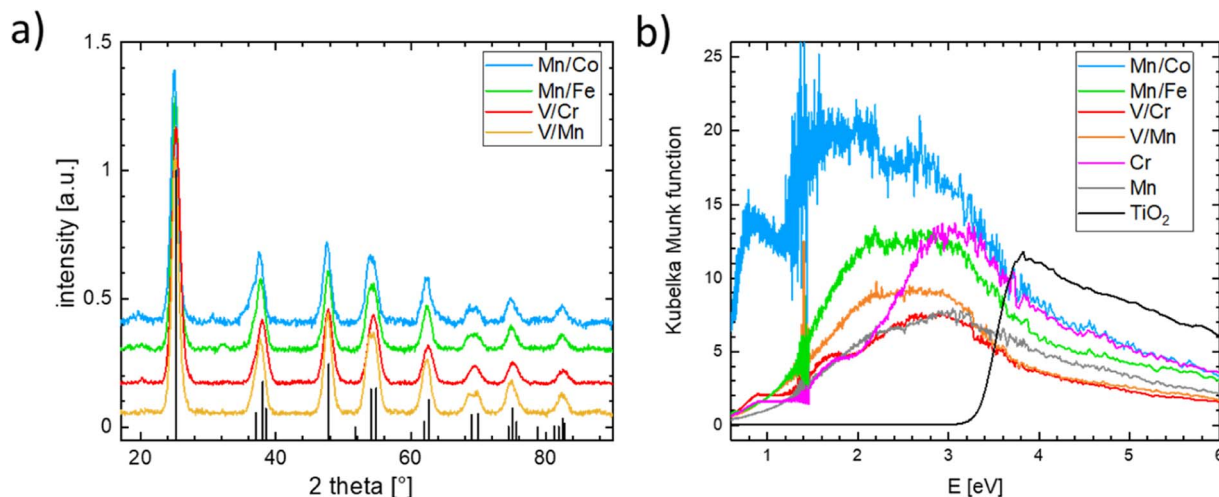 a)
1.5
1
0.5
0
intensity [a.u.]
20
40
60
80
2 theta [°]
Mn/Co
Mn/Fe
V/Cr
V/Mn
b)
25
20
15
10
5
0
Kubelka Munk function
1
2
3
4
5
6
E [eV]
Mn/Co
Mn/Fe
V/Cr
V/Mn
Cr
Mn
TiO₂